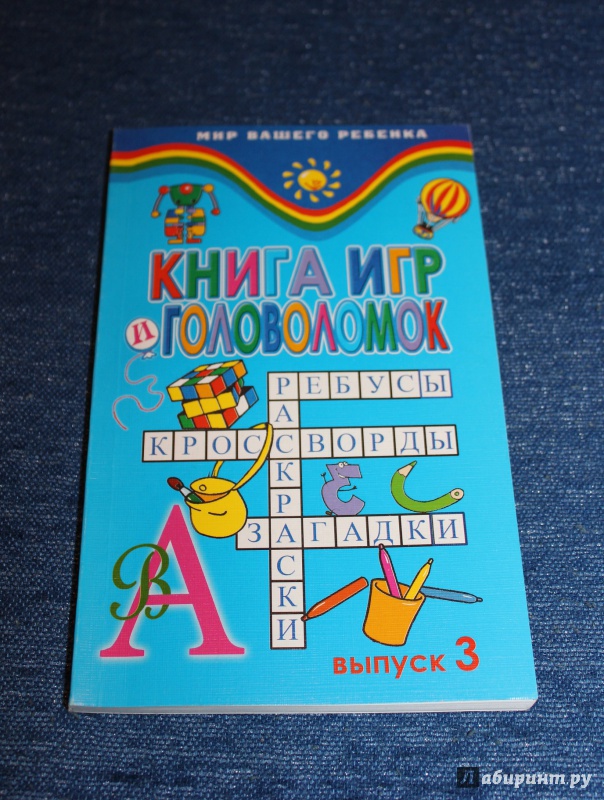 МИР ВАШЕГО РЕБЕНКА
КНИГА ИГР
И ГОЛОВОЛОМОК
РЕБУСЫ
РАСКРАСКИ
КРОССВОРДЫ
ЗАГАДКИ
В
А
ВЫПУСК 3
Лабиринт.ру